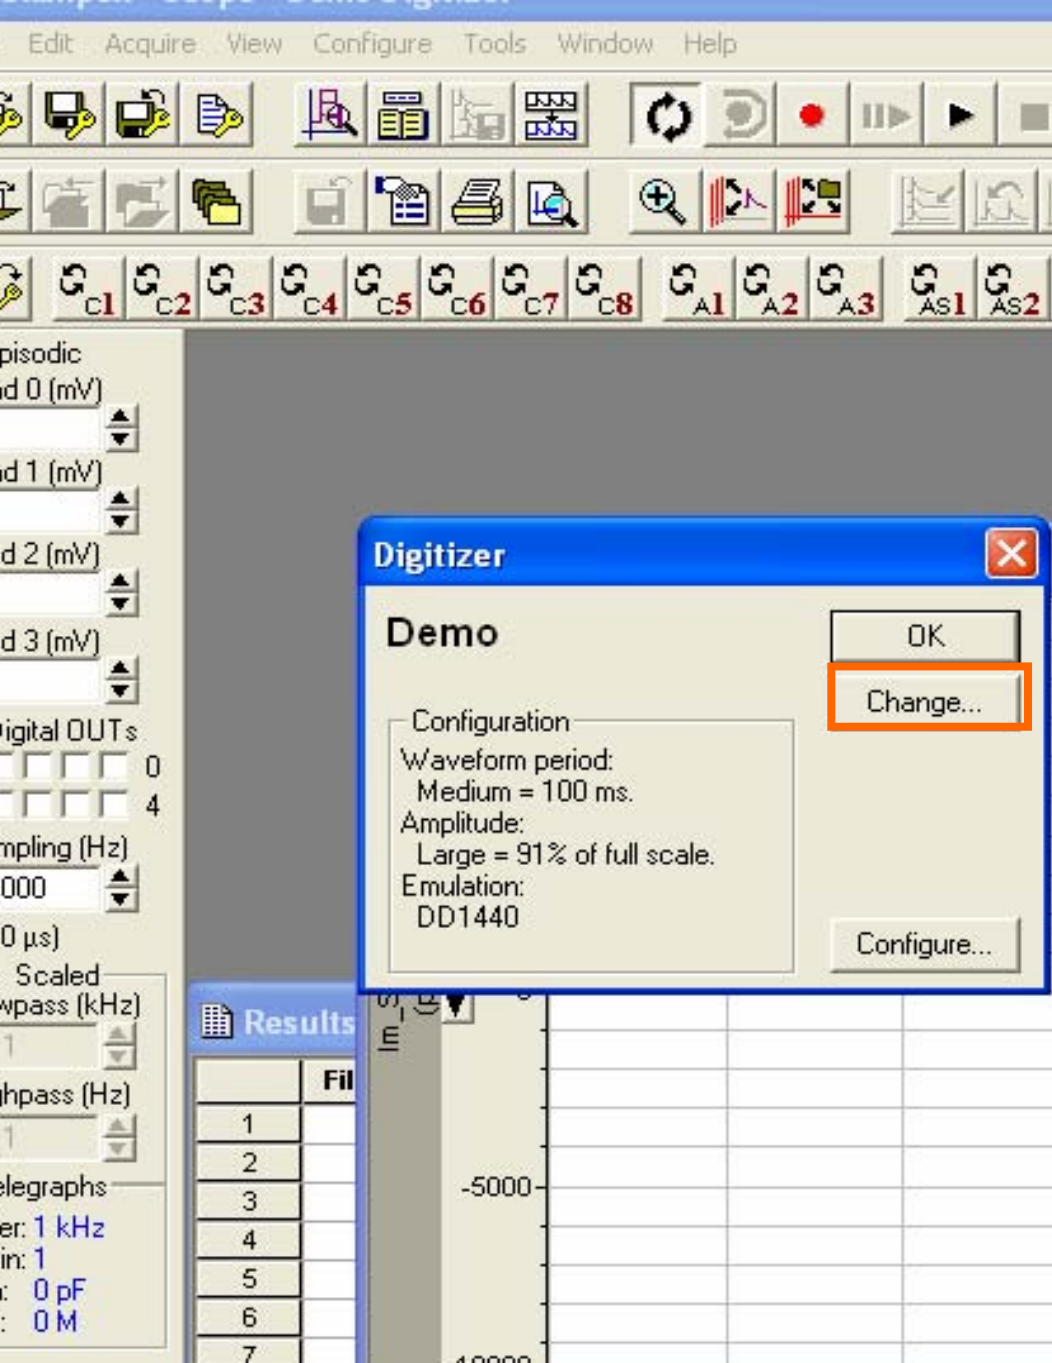 Edit Acquire View Configure Tools Window Help
C1 C2 C3 C4 C5 C6 C7 C8 A1 A2 A3 AS1 AS2
pisodic
d 0 (mV)
d 1 (mV)
d 2 (mV)
d 3 (mV)
igital OUTs
0
4
mpling (Hz)
000
0 µs)
Scaled
wpass (kHz)
1
ghpass (Hz)
1
elegraphs
er: 1 kHz
in: 1
0 pF
: 0 M
Digitizer
Demo
OK
Change...
Configuration
Waveform period:
Medium = 100 ms.
Amplitude:
Large = 91% of full scale.
Emulation:
DD1440
Configure...
Results
Fil
1
2
3
4
5
6
7
-5000